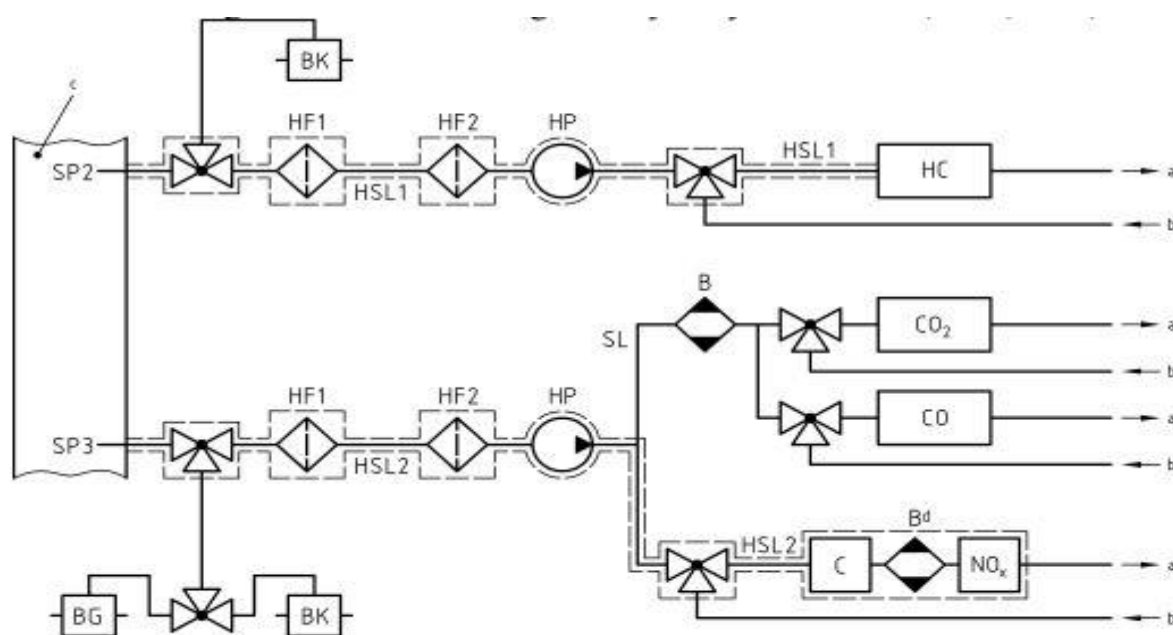 BK
c
HF1 HF2 HP
HSL1
SP2 HC a
HSL1
b
B
CO₂ a
SL
b
HF1 HF2 HP
CO a
SP3
HSL2 b
Bᵈ
HSL2
C NOₓ a
BG BK b